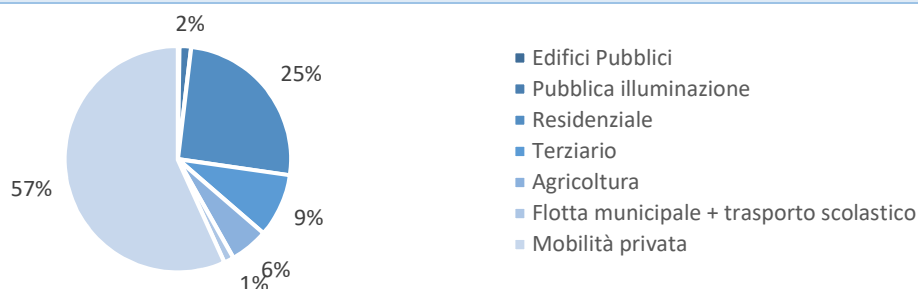 2%
25%
57%
9%
6%
1%
Edifici Pubblici
Pubblica illuminazione
Residenziale
Terziario
Agricoltura
Flotta municipale + trasporto scolastico
Mobilità privata